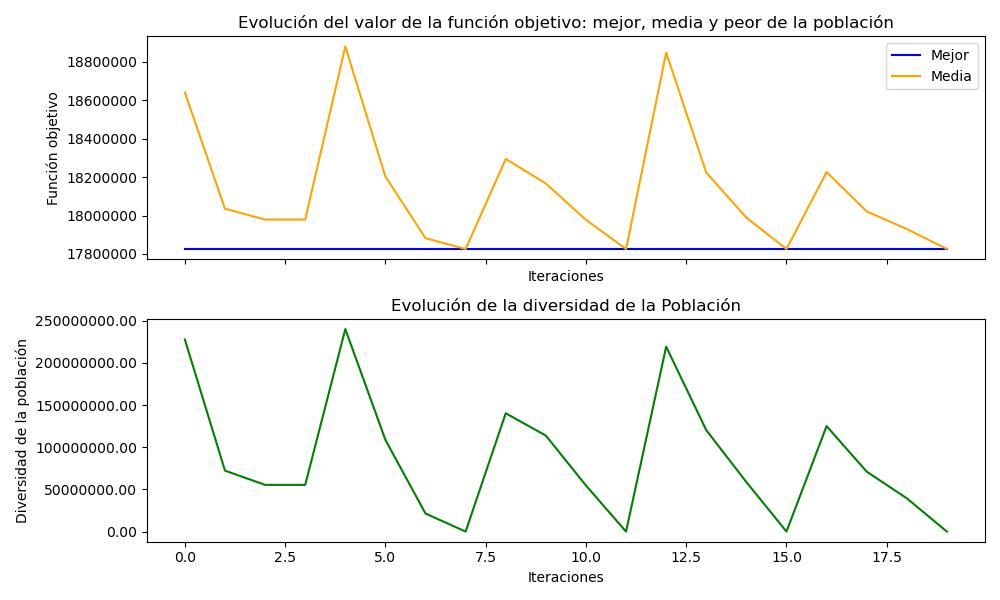 Evolución del valor de la función objetivo: mejor, media y peor de la población
Función objetivo
18800000
18600000
18400000
18200000
18000000
17800000
Mejor
Media
Iteraciones
Evolución de la diversidad de la Población
Diversidad de la población
250000000.00
200000000.00
150000000.00
100000000.00
50000000.00
0.00
0.0 2.5 5.0 7.5 10.0 12.5 15.0 17.5
Iteraciones